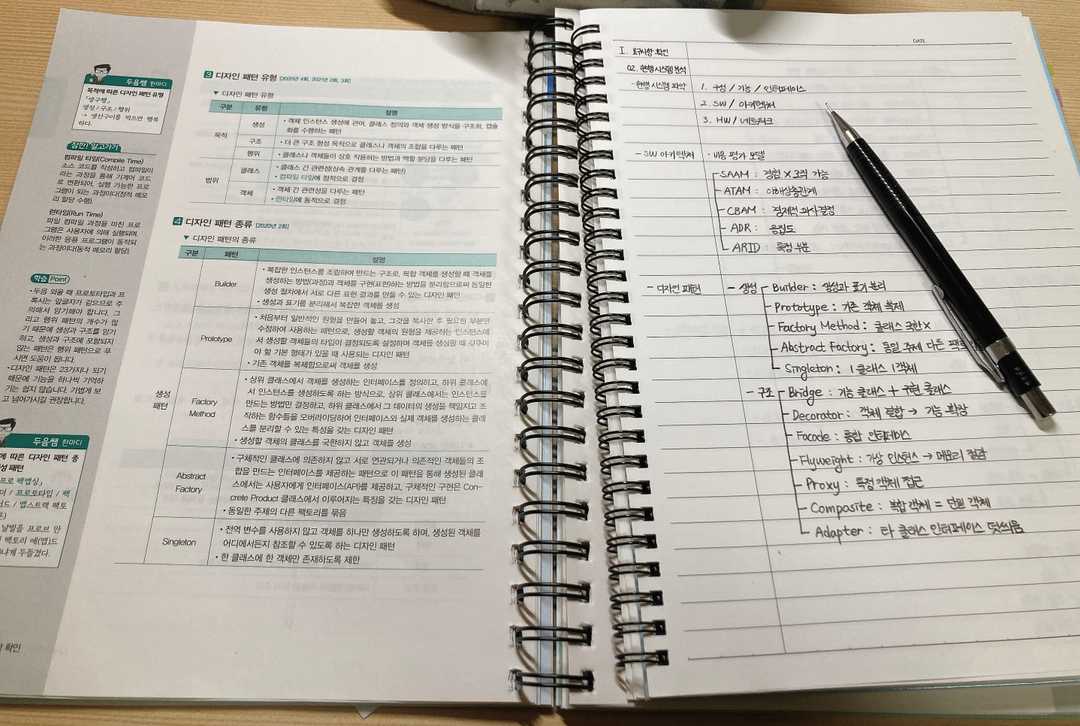 두음쌤 한마디
목적에 따른 디자인 패턴 유형
「생구행」
생성 / 구조 / 행위
→ 생선구이를 먹으면 행복
하다.
잠깐! 알고가기
컴파일 타임(Compile Time)
소스 코드를 작성하고 컴파일이
라는 과정을 통해 기계어 코드
로 변환되어, 실행 가능한 프로
그램이 되는 과정이다(정적 메모
리 할당 수행).
런타임(Run Time)
파일 컴파일 과정을 마친 프로
그램은 사용자에 의해 실행되며,
이러한 응용 프로그램이 동작되
는 과정이다(동적 메모리 할당).
학습 Point
• 두음 외울 때 프로토타입과 프
록시는 앞글자가 같으므로 주
의해서 암기해야 합니다. 그
리고 행위 패턴의 개수가 많
기 때문에 생성과 구조를 암기
하고, 생성과 구조에 포함되지
않는 패턴은 행위 패턴으로 푸
시면 도움이 됩니다.
• 디자인 패턴은 23가지나 되기
때문에 기능을 하나씩 기억하
기는 쉽지 않습니다. 가볍게 보
고 넘어가시길 권장합니다.
두음쌤 한마디
에 따른 디자인 패턴 종
성 패턴
프로 팩앱싱」
더 / 프로토타입 / 팩
서드 / 앱스트랙 팩토
톤)
날빌을 프로브 만
팩토리 에(앱)드
나)게 두들겼다.
확인
3 디자인 패턴 유형 [2020년 4회, 2021년 2회, 3회]
▼ 디자인 패턴 유형
구분 유형 설명
목적
생성 • 객체 인스턴스 생성에 관여, 클래스 정의와 객체 생성 방식을 구조화, 캡슐
화를 수행하는 패턴
구조 • 더 큰 구조 형성 목적으로 클래스나 객체의 조합을 다루는 패턴
행위 • 클래스나 객체들이 상호 작용하는 방법과 역할 분담을 다루는 패턴
범위
클래스 • 클래스 간 관련성(상속 관계를 다루는 패턴)
• 컴파일 타임에 정적으로 결정
객체 • 객체 간 관련성을 다루는 패턴
• 런타임에 동적으로 결정
4 디자인 패턴 종류 [2020년 2회]
▼ 디자인 패턴의 종류
구분 패턴 설명
생성
패턴
Builder • 복잡한 인스턴스를 조립하여 만드는 구조로, 복합 객체를 생성할 때 객체를
생성하는 방법(과정)과 객체를 구현(표현)하는 방법을 분리함으로써 동일한
생성 절차에서 서로 다른 표현 결과를 만들 수 있는 디자인 패턴
• 생성과 표기를 분리해서 복잡한 객체를 생성
Prototype • 처음부터 일반적인 원형을 만들어 놓고, 그것을 복사한 후 필요한 부분만
수정하여 사용하는 패턴으로, 생성할 객체의 원형을 제공하는 인스턴스에
서 생성할 객체들의 타입이 결정되도록 설정하며 객체를 생성할 때 갖추어
야 할 기본 형태가 있을 때 사용되는 디자인 패턴
• 기존 객체를 복제함으로써 객체를 생성
Factory
Method
• 상위 클래스에서 객체를 생성하는 인터페이스를 정의하고, 하위 클래스에
서 인스턴스를 생성하도록 하는 방식으로, 상위 클래스에서는 인스턴스를
만드는 방법만 결정하고, 하위 클래스에서 그 데이터의 생성을 책임지고 조
작하는 함수들을 오버라이딩하여 인터페이스와 실제 객체를 생성하는 클래
스를 분리할 수 있는 특성을 갖는 디자인 패턴
• 생성할 객체의 클래스를 국한하지 않고 객체를 생성
Abstract
Factory
• 구체적인 클래스에 의존하지 않고 서로 연관되거나 의존적인 객체들의 조
합을 만드는 인터페이스를 제공하는 패턴으로 이 패턴을 통해 생성된 클래
스에서는 사용자에게 인터페이스(API)를 제공하고, 구체적인 구현은 Con-
crete Product 클래스에서 이루어지는 특징을 갖는 디자인 패턴
• 동일한 주제의 다른 팩토리를 묶음
Singleton • 전역 변수를 사용하지 않고 객체를 하나만 생성하도록 하며, 생성된 객체를
어디에서든지 참조할 수 있도록 하는 디자인 패턴
• 한 클래스에 한 객체만 존재하도록 제한
DATE
I. 요구사항 확인
02. 현행 시스템 분석
- 현행 시스템 파악 1. 구성 / 기능 / 인터페이스
2. SW / 아키텍처
3. HW / 네트워크
- SW 아키텍처 · 비용 평가 모델
SAAM : 경험 X 조직 가능
ATAM : 이해상충관계
CBAM : 경제적 의사결정
ADR : 응집도
ARID : 특정 부분
- 디자인 패턴 - 생성 Builder : 생성과 표기 분리
Prototype : 기존 객체 복제
Factory Method : 클래스 국한 X
Abstract Factory : 동일 주제 다른 팩토
Singleton : 1 클래스 1객체
- 구조 Bridge : 기능 클래스 + 구현 클래스
Decorator : 객체 결합 → 기능 확장
Facade : 통합 인터페이스
Flyweight : 가상 인스턴스 → 메모리 절감
Proxy : 특정 객체 접근
Composite : 복합 객체 = 단일 객체
Adapter : 타 클래스 인터페이스 덧씌움